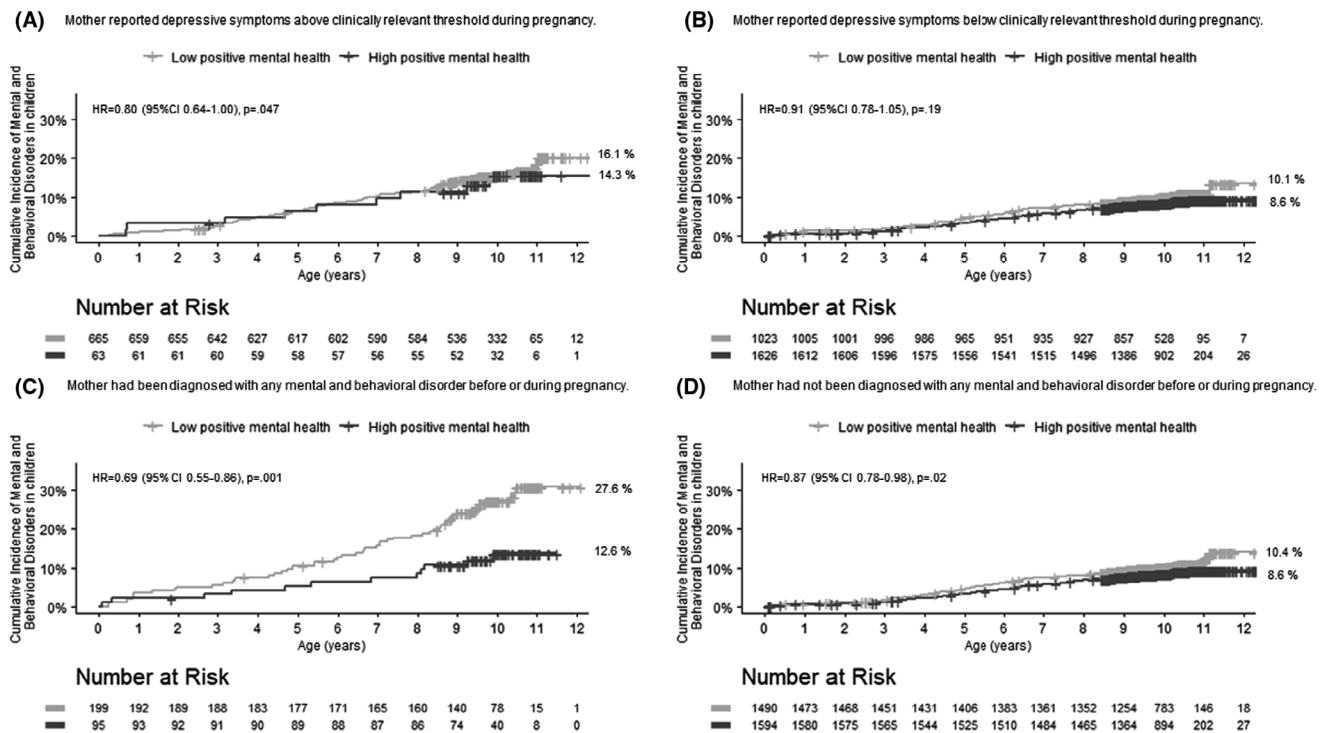 (A) Mother reported depressive symptoms above clinically relevant threshold during pregnancy.
Low positive mental health High positive mental health
Cumulative Incidence of Mental and
Behavioral Disorders in children
HR=0.80 (95%CI 0.64-1.00), p=.047
30%
20%
10%
0%
16.1 %
14.3 %
0 1 2 3 4 5 6 7 8 9 10 11 12
Age (years)
Number at Risk
665 659 655 642 627 617 602 590 584 536 332 65 12
63 61 61 60 59 58 57 56 55 52 32 6 1
(B) Mother reported depressive symptoms below clinically relevant threshold during pregnancy.
Low positive mental health High positive mental health
Cumulative Incidence of Mental and
Behavioral Disorders in children
HR=0.91 (95%CI 0.78-1.05), p=.19
30%
20%
10%
0%
10.1 %
8.6 %
0 1 2 3 4 5 6 7 8 9 10 11 12
Age (years)
Number at Risk
1023 1005 1001 996 986 965 951 935 927 857 528 95 7
1626 1612 1606 1596 1575 1556 1541 1515 1496 1386 902 204 26
(C) Mother had been diagnosed with any mental and behavioral disorder before or during pregnancy.
Low positive mental health High positive mental health
Cumulative Incidence of Mental and
Behavioral Disorders in children
HR=0.69 (95% CI 0.55-0.86), p=.001
30%
20%
10%
0%
27.6 %
12.6 %
0 1 2 3 4 5 6 7 8 9 10 11 12
Age (years)
Number at Risk
199 192 189 188 183 177 171 165 160 140 78 15 1
95 93 92 91 90 89 88 87 86 74 40 8 0
(D) Mother had not been diagnosed with any mental and behavioral disorder before or during pregnancy.
Low positive mental health High positive mental health
Cumulative Incidence of Mental and
Behavioral Disorders in children
HR=0.87 (95% CI 0.78-0.98), p=.02
30%
20%
10%
0%
10.4 %
8.6 %
0 1 2 3 4 5 6 7 8 9 10 11 12
Age (years)
Number at Risk
1490 1473 1468 1451 1431 1406 1383 1361 1352 1254 783 146 18
1594 1580 1575 1565 1544 1525 1510 1484 1465 1364 894 202 27